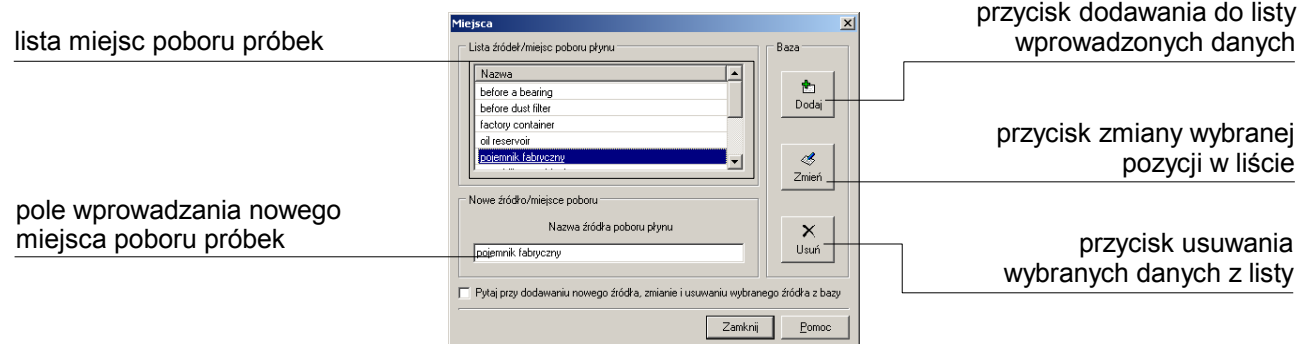 lista miejsc poboru próbek
pole wprowadzania nowego
miejsca poboru próbek
Miejsca
Lista źródeł/miejsc poboru płynu
Nazwa
before a bearing
before dust filter
factory container
oil reservoir
pojemnik fabryczny
Nowe źródło/miejsce poboru
Nazwa źródła poboru płynu
pojemnik fabryczny
Pytaj przy dodawaniu nowego źródła, zmianie i usuwaniu wybranego źródła z bazy
Zamknij
Pomoc
Baza
Dodaj
Zmień
Usuń
przycisk dodawania do listy
wprowadzonych danych
przycisk zmiany wybranej
pozycji w liście
przycisk usuwania
wybranych danych z listy